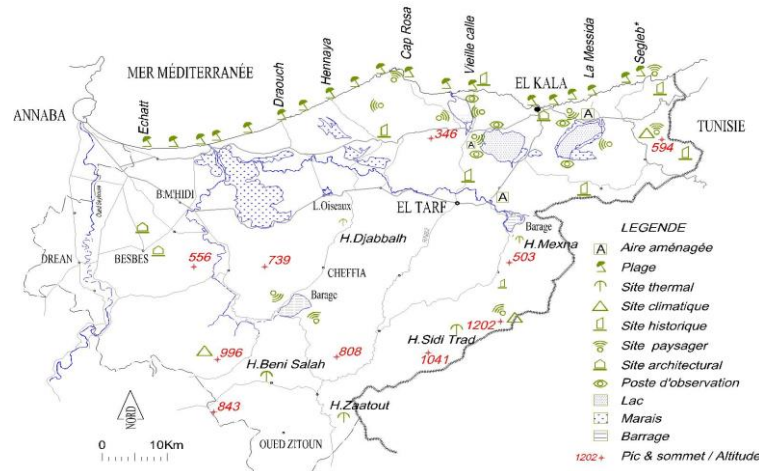 MER MÉDITERRANÉE
ANNABA
Echatt
Draouch
Hennaya
Cap Rosa
Vieille calle
EL KALA
La Messida
Segleb*
TUNISIE
346
A
A
594
B.M'HIDI
L.Oiseaux
EL TARF
A
H.Djabbalh
Barage
H.Mexna
DREAN
BESBES
556
739
CHEFFIA
503
Barage
1202
H.Sidi Trad
1041
996
H.Beni Salah
808
843
H.Zaatout
OUED ZITOUN
NORD
0 10Km
LEGENDE
A Aire aménagée
Plage
Site thermal
Site climatique
Site historique
Site paysager
Site architectural
Poste d'observation
Lac
Marais
Barrage
1202+ Pic & sommet / Altitude